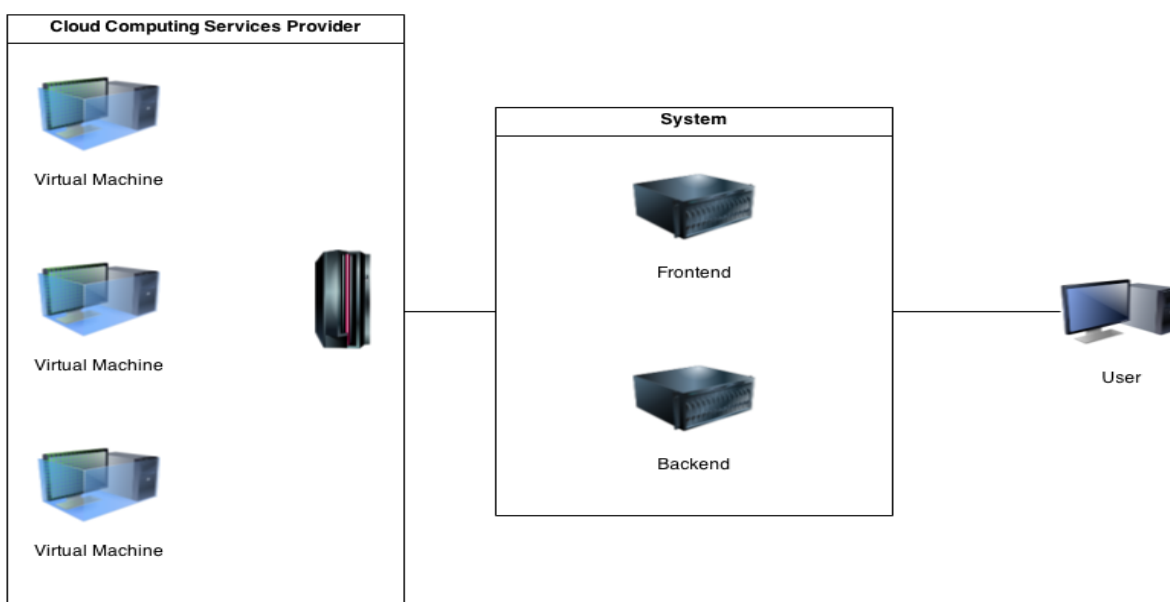 Cloud Computing Services Provider
Virtual Machine
Virtual Machine
Virtual Machine
System
Frontend
Backend
User